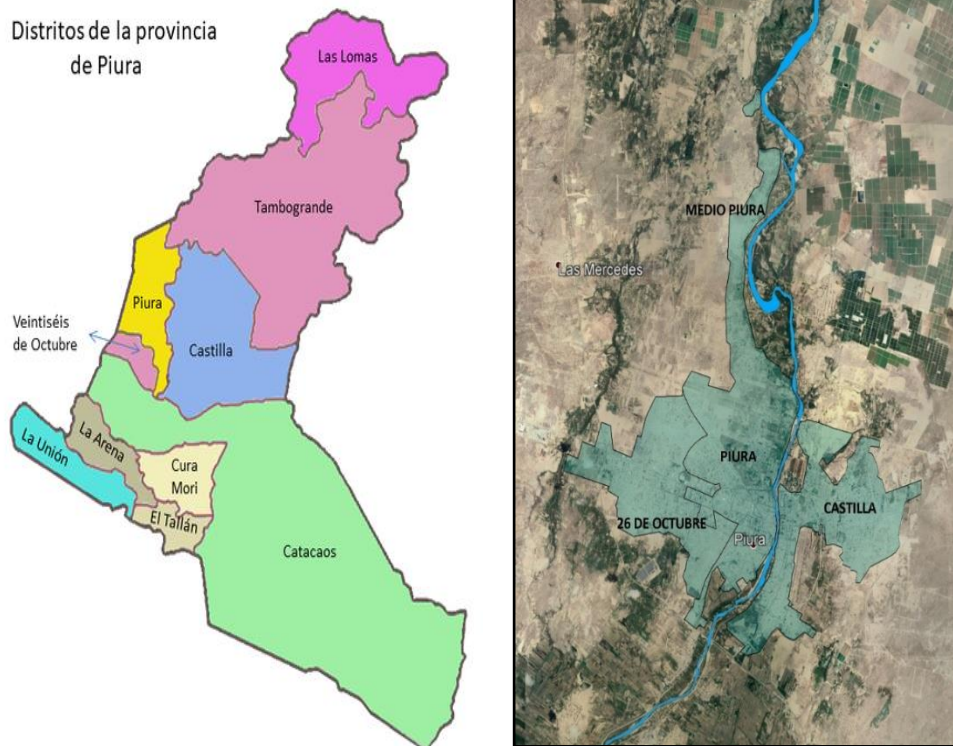 Distritos de la provincia
de Piura
Las Lomas
Tambogrande
Piura
Veintiséis
de Octubre
Castilla
La Unión
La Arena
Cura
Mori
El Tallán
Catacaos
MEDIO PIURA
Las Mercedes
PIURA
26 DE OCTUBRE
CASTILLA
Piura